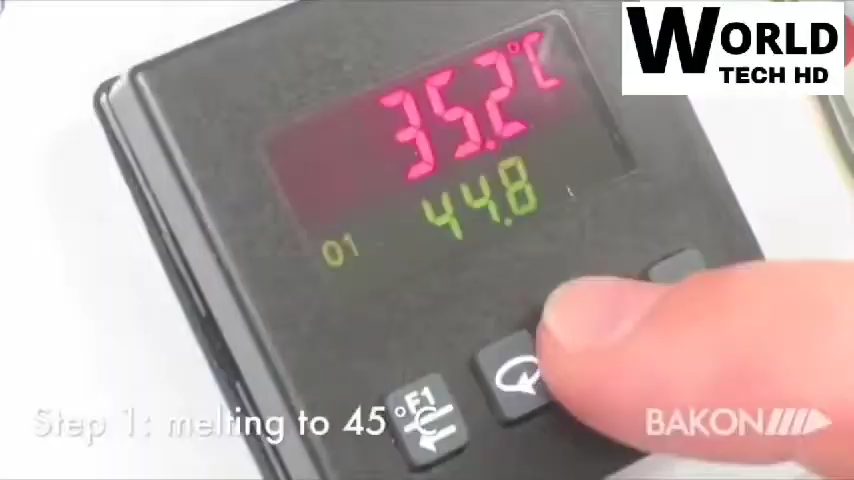 WORLD
TECH HD
35.2°C
44.8
01
F1
Step 1: melting to 45°C
BAKON